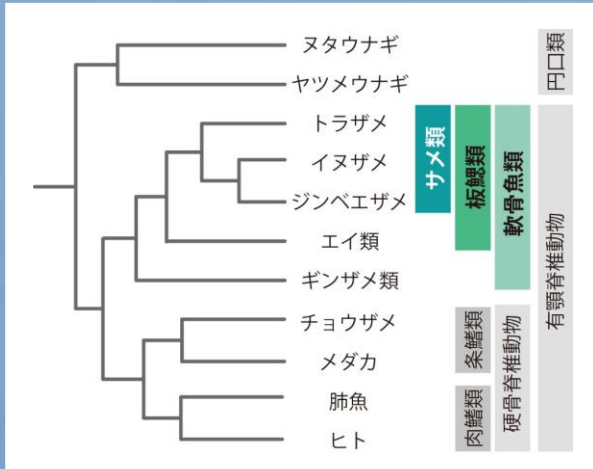 ヌタウナギ
ヤツメウナギ
トラザメ
イヌザメ
ジンベエザメ
エイ類
ギンザメ類
チョウザメ
メダカ
肺魚
ヒト
サメ類
板鰓類
軟骨魚類
条鰭類
肉鰭類
硬骨脊椎動物
円口類
有顎脊椎動物